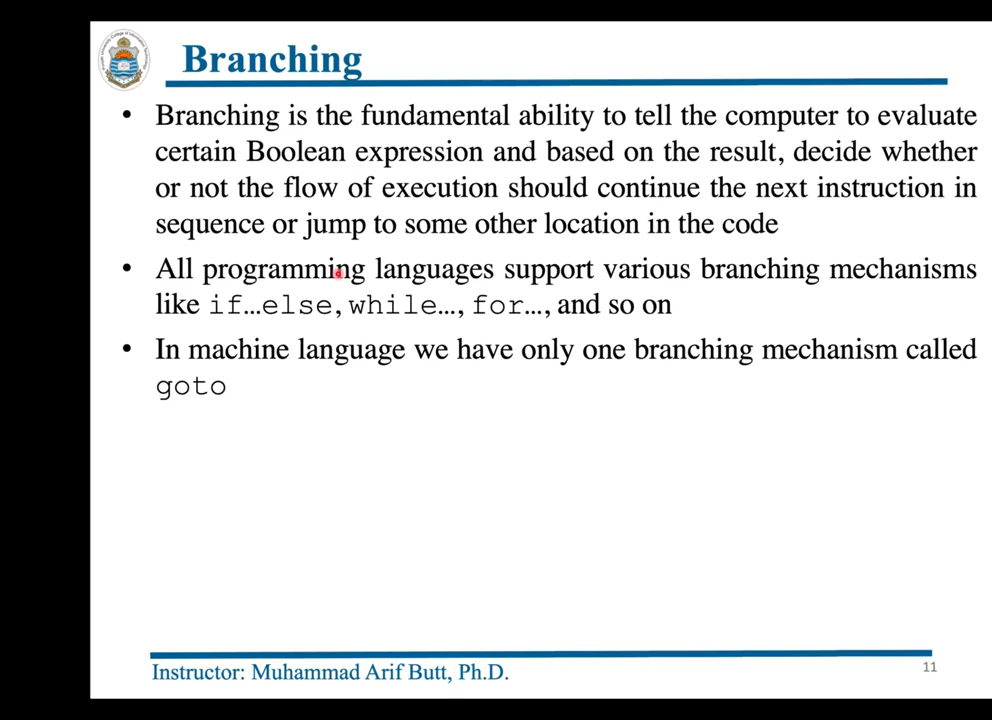 Branching
• Branching is the fundamental ability to tell the computer to evaluate
certain Boolean expression and based on the result, decide whether
or not the flow of execution should continue the next instruction in
sequence or jump to some other location in the code
• All programming languages support various branching mechanisms
like if…else, while…, for…, and so on
• In machine language we have only one branching mechanism called
goto
Instructor: Muhammad Arif Butt, Ph.D.
11